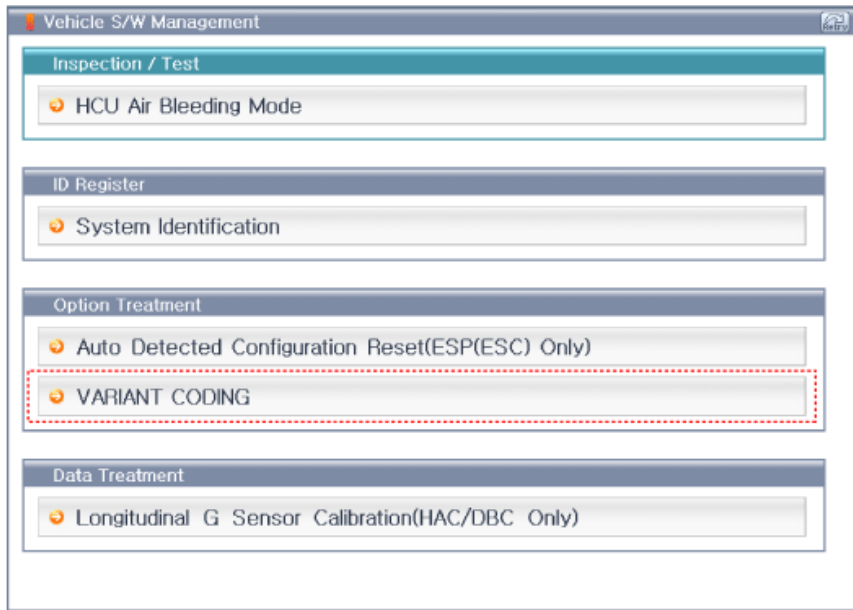 Vehicle S/W Management
Inspection / Test
HCU Air Bleeding Mode
ID Register
System Identification
Option Treatment
Auto Detected Configuration Reset(ESP(ESC) Only)
VARIANT CODING
Data Treatment
Longitudinal G Sensor Calibration(HAC/DBC Only)